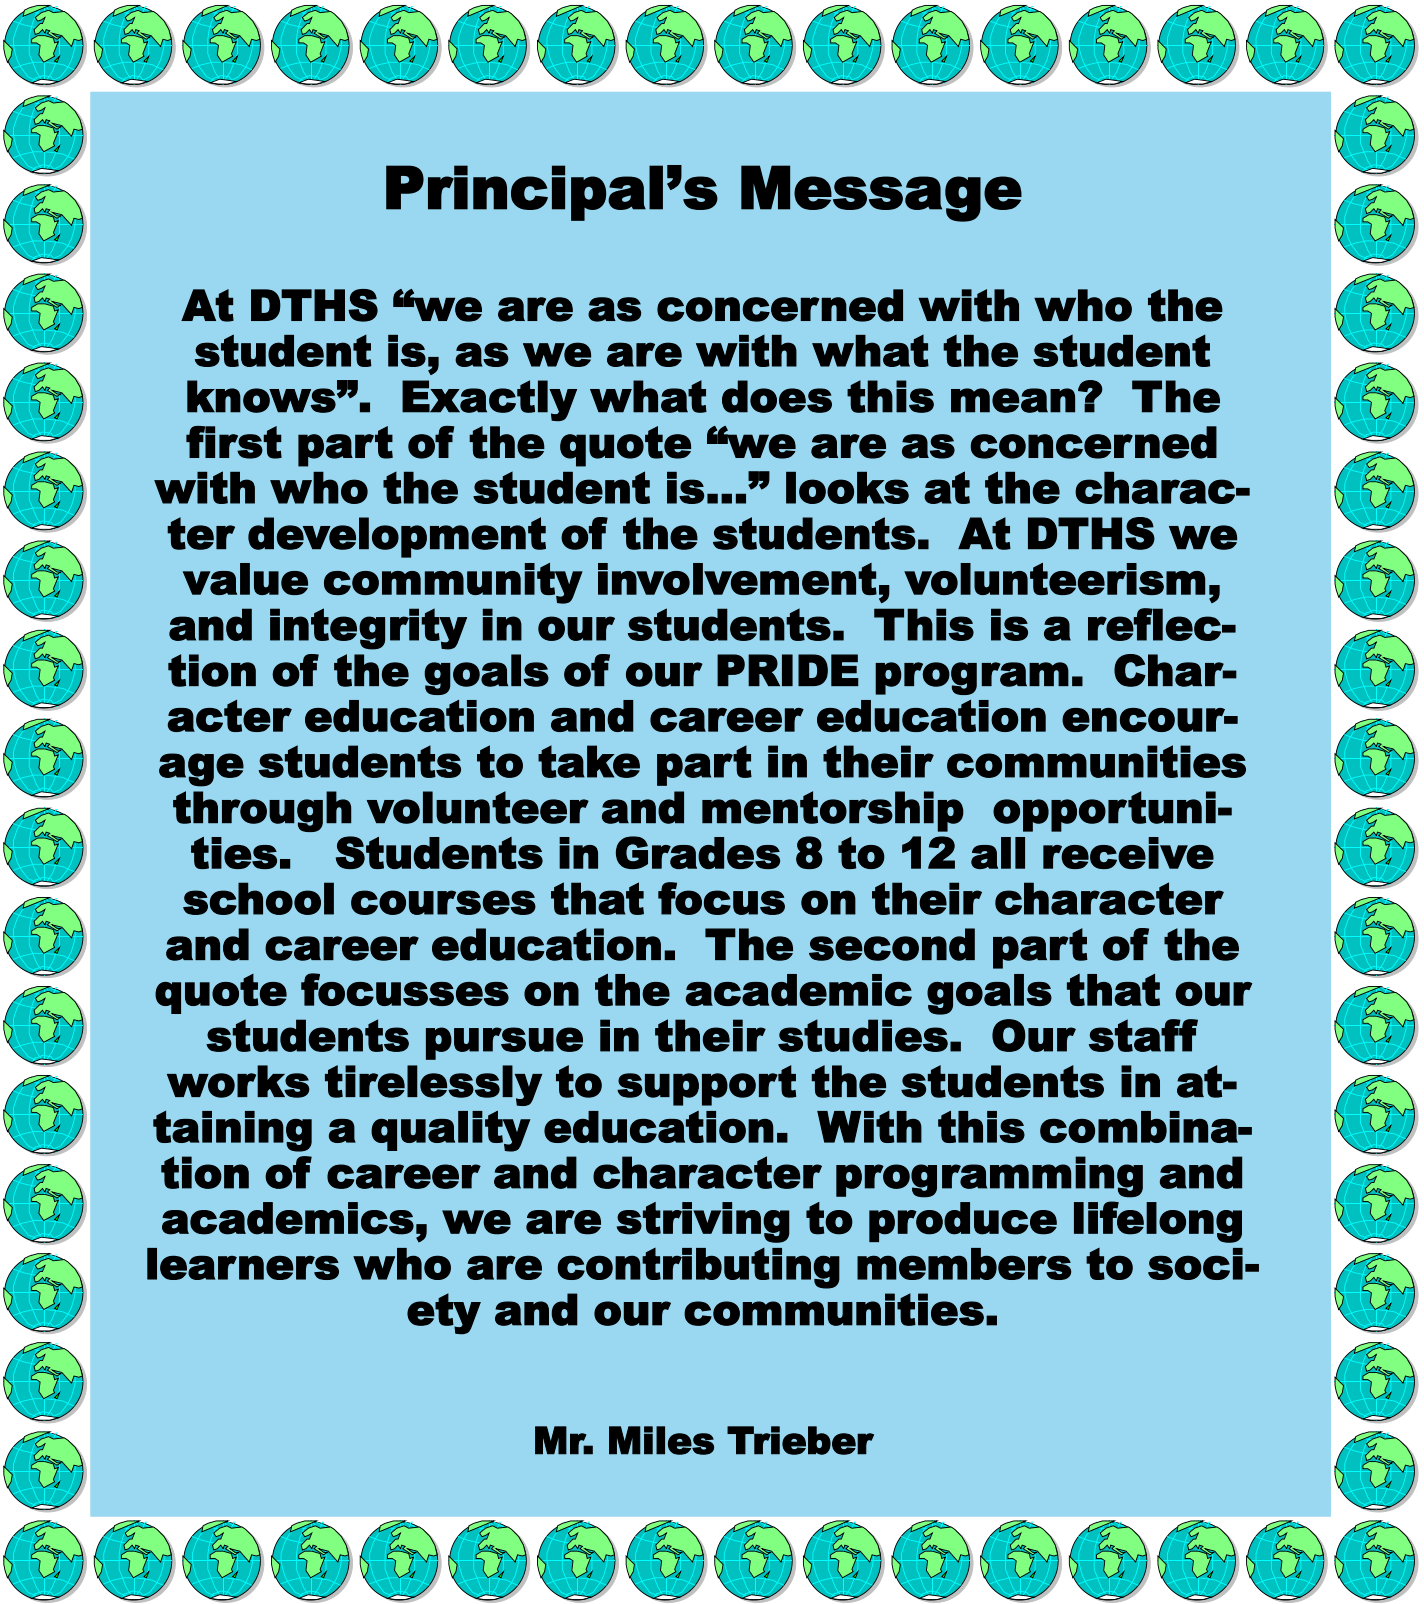 Principal’s Message
At DTHS “we are as concerned with who the
student is, as we are with what the student
knows”.  Exactly what does this mean?  The
first part of the quote “we are as concerned
with who the student is…” looks at the charac-
ter development of the students.  At DTHS we
value community involvement, volunteerism,
and integrity in our students.  This is a reflec-
tion of the goals of our PRIDE program.  Char-
acter education and career education encour-
age students to take part in their communities
through volunteer and mentorship  opportuni-
ties.   Students in Grades 8 to 12 all receive
school courses that focus on their character
and career education.  The second part of the
quote focusses on the academic goals that our
students pursue in their studies.  Our staff
works tirelessly to support the students in at-
taining a quality education.  With this combina-
tion of career and character programming and
academics, we are striving to produce lifelong
learners who are contributing members to soci-
ety and our communities.
Mr. Miles Trieber